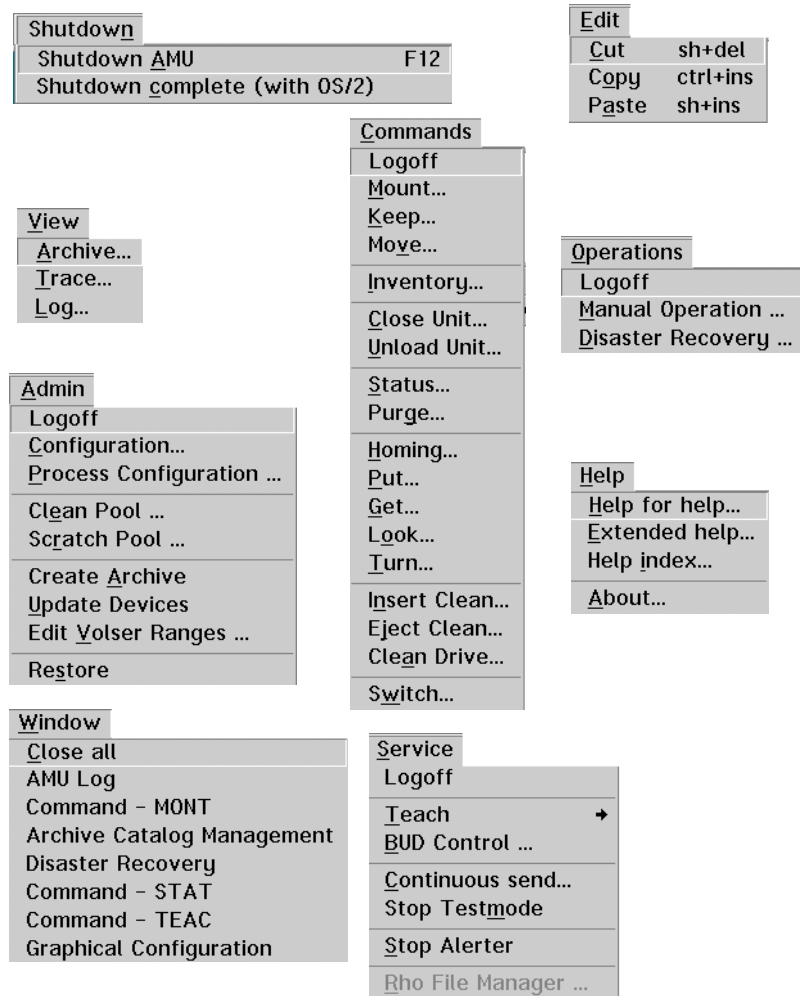 Shutdown
Shutdown AMU F12
Shutdown complete (with OS/2)
Edit
Cut sh+del
Copy ctrl+ins
Paste sh+ins
Commands
Logoff
Mount...
Keep...
Move...
Inventory...
Close Unit...
Unload Unit...
Status...
Purge...
Homing...
Put...
Get...
Look...
Turn...
Insert Clean...
Eject Clean...
Clean Drive...
Switch...
View
Archive...
Trace...
Log...
Operations
Logoff
Manual Operation ...
Disaster Recovery ...
Admin
Logoff
Configuration...
Process Configuration ...
Clean Pool ...
Scratch Pool ...
Create Archive
Update Devices
Edit Volser Ranges ...
Restore
Help
Help for help...
Extended help...
Help index...
About...
Window
Close all
AMU Log
Command - MONT
Archive Catalog Management
Disaster Recovery
Command - STAT
Command - TEAC
Graphical Configuration
Service
Logoff
Teach
BUD Control ...
Continuous send...
Stop Testmode
Stop Alerter
Rho File Manager ...